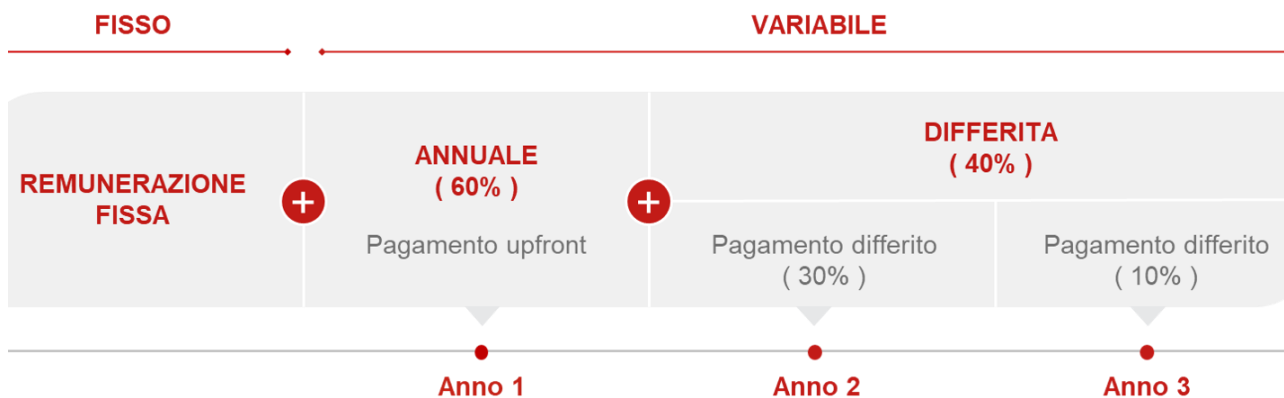 FISSO
VARIABILE
REMUNERAZIONE
FISSA
+
ANNUALE
( 60% )
Pagamento upfront
+
DIFFERITA
( 40% )
Pagamento differito
( 30% )
Pagamento differito
( 10% )
Anno 1
Anno 2
Anno 3